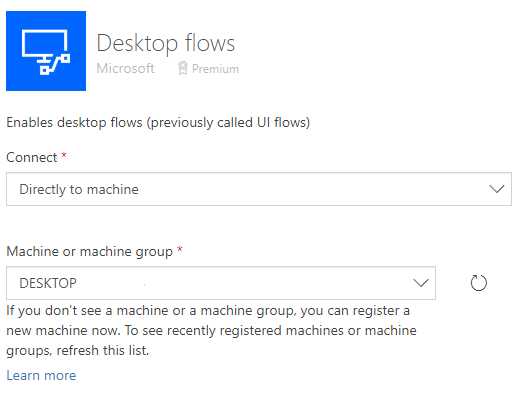 Desktop flows
Microsoft Premium
Enables desktop flows (previously called UI flows)
Connect *
Directly to machine
Machine or machine group *
DESKTOP
If you don't see a machine or a machine group, you can register a
new machine now. To see recently registered machines or machine
groups, refresh this list.
Learn more